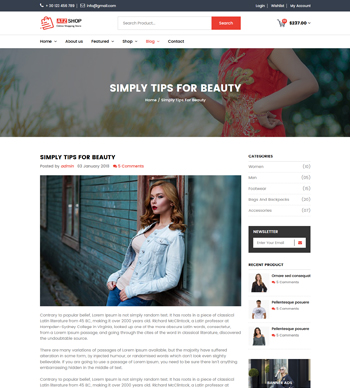 + 30 123 456 789 | info@gmail.com
Login | Wishlist | My Account
A2Z SHOP
Search Product...
Search
$237.00
Home
About us
Featured
Shop
Blog
Contact
SIMPLY TIPS FOR BEAUTY
Home / Simply Tips For Beauty
SIMPLY TIPS FOR BEAUTY
Posted by admin 03 January 2019 5 Comments
CATEGORIES
Women
Men
Footwear
Bags And Backpacks
Accessories
NEWSLETTER
Enter Your Email
RECENT PRODUCT
Ornare sed consequat
5 Comments
Pellentesque posuere
5 Comments
Pellentesque posuere
5 Comments
Contrary to popular belief, Lorem Ipsum is not simply random text. It has roots in a piece of classical
Latin literature from 45 BC, making it over 2000 years old. Richard McClintock, a Latin professor at
Hampden-Sydney College in Virginia, looked up one of the more obscure Latin words, consectetur,
from a Lorem Ipsum passage, and going through the cites of the word in classical literature, discovered
the undoubtable source.
There are many variations of passages of Lorem Ipsum available, but the majority have suffered
alteration in some form, by injected humour, or randomised words which don't look even slightly
believable. If you are going to use a passage of Lorem Ipsum, you need to be sure there isn't anything
embarrassing hidden in the middle of text.
Contrary to popular belief, Lorem Ipsum is not simply random text. It has roots in a piece of classical
Latin literature from 45 BC, making it over 2000 years old. Richard McClintock, a Latin professor at
BANNER AUS